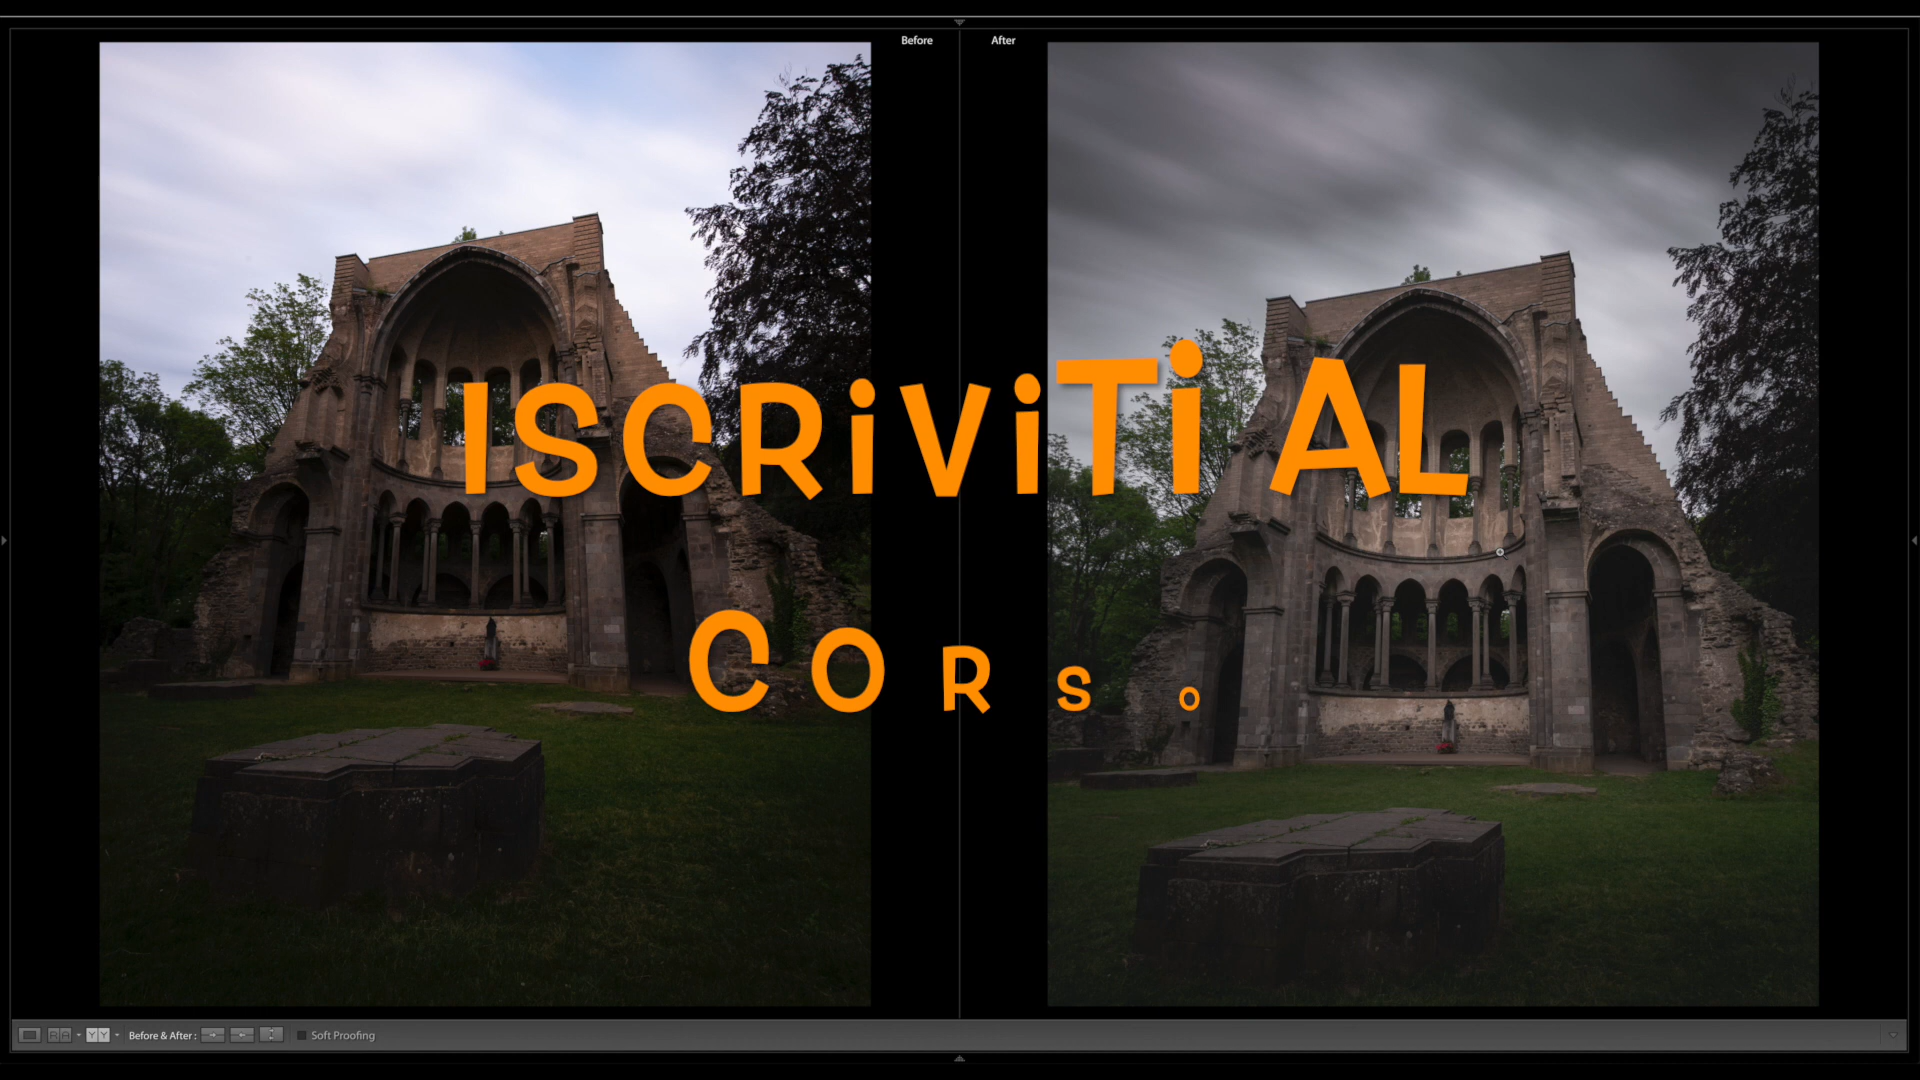 Before After
ISCRiViTi AL
CORSo
Before & After : Soft Proofing